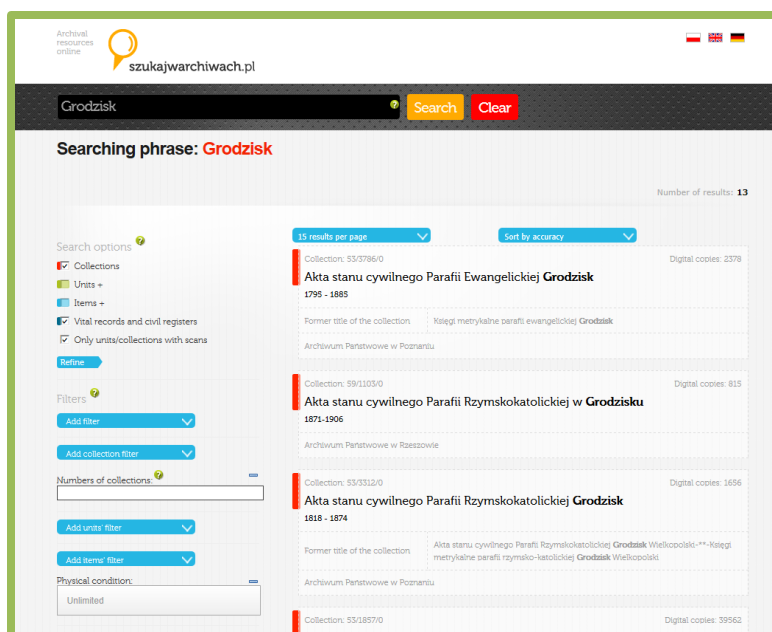 Archival
resources
online
szukajwarchiwach.pl
Grodzisk
Search
Clear
Searching phrase: Grodzisk
Number of results: 13
Search options
Collections
Units +
Items +
Vital records and civil registers
Only units/collections with scans
Refine
Filters
Add filter
Add collection filter
Numbers of collections:
Add units' filter
Add items' filter
Physical condition:
Unlimited
15 results per page
Sort by accuracy
Collection: 53/3786/0
Digital copies: 2378
Akta stanu cywilnego Parafii Ewangelickiej Grodzisk
1795 - 1885
Former title of the collection
Księgi metrykalne parafii ewangelickiej Grodzisk
Archiwum Państwowe w Poznaniu
Collection: 59/1103/0
Digital copies: 815
Akta stanu cywilnego Parafii Rzymskokatolickiej w Grodzisku
1871-1906
Archiwum Państwowe w Rzeszowie
Collection: 53/3312/0
Digital copies: 1656
Akta stanu cywilnego Parafii Rzymskokatolickiej Grodzisk
1818 - 1874
Former title of the collection
Akta stanu cywilnego Parafii Rzymskokatolickiej Grodzisk Wielkopolski-**-Księgi
metrykalne parafii rzymsko-katolickiej Grodzisk Wielkopolski
Archiwum Państwowe w Poznaniu
Collection: 53/1857/0
Digital copies: 39562